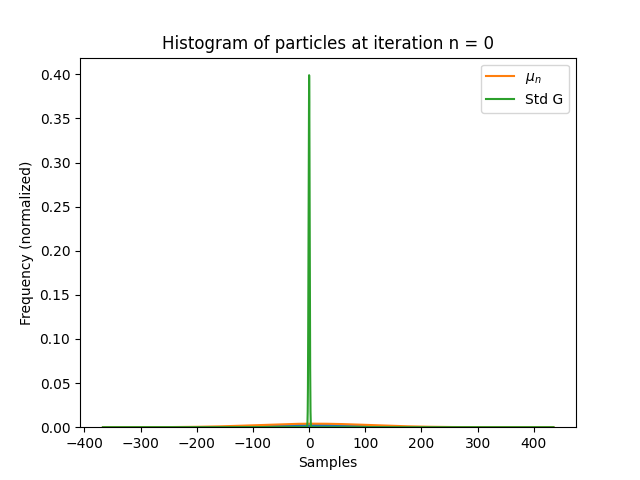 Histogram of particles at iteration n = 0
μₙ
Std G
Frequency (normalized)
0.40
0.35
0.30
0.25
0.20
0.15
0.10
0.05
0.00
−400 −300 −200 −100 0 100 200 300 400
Samples